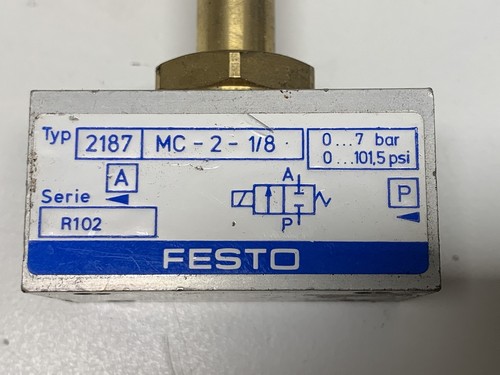 Typ 2187 MC - 2 - 1/8 0...7 bar
0...101,5 psi
A A P
Serie
R102 P
FESTO